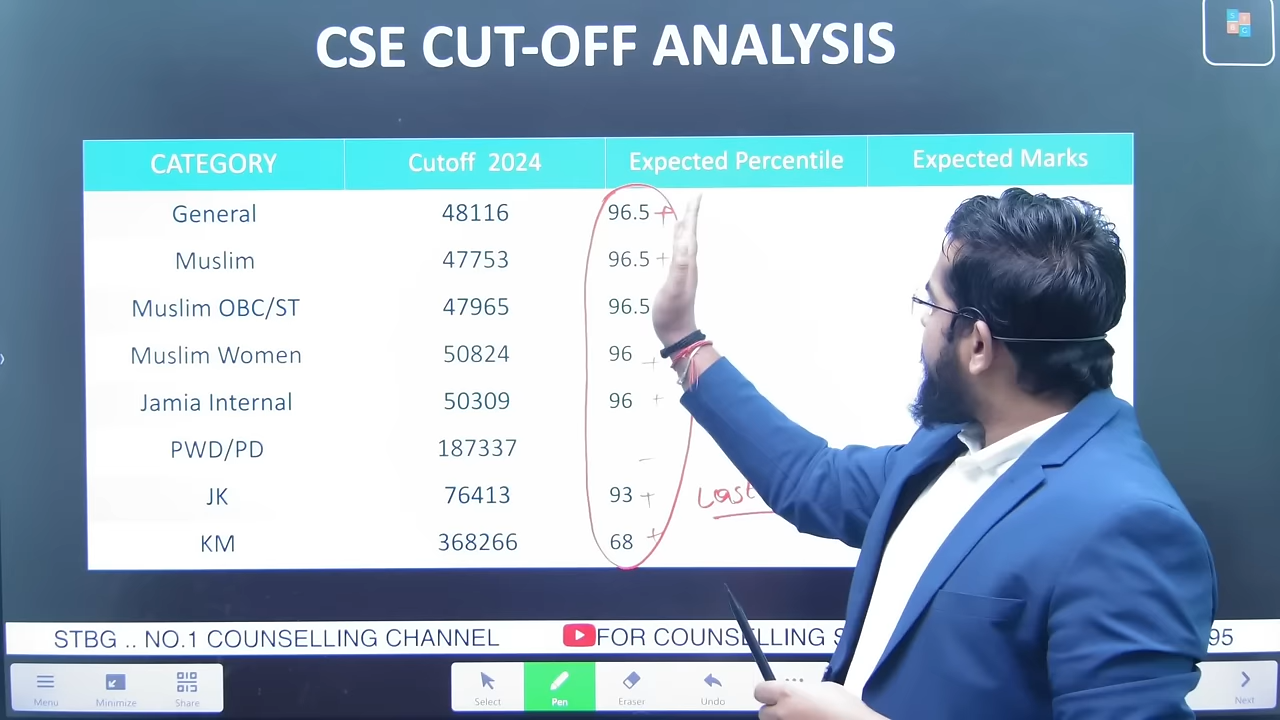 CSE CUT-OFF ANALYSIS
CATEGORY Cutoff 2024 Expected Percentile Expected Marks
General 48116 96.5 +
Muslim 47753 96.5 +
Muslim OBC/ST 47965 96.5
Muslim Women 50824 96 +
Jamia Internal 50309 96 +
PWD/PD 187337 -
JK 76413 93 + Last
KM 368266 68 +
STBG .. NO.1 COUNSELLING CHANNEL FOR COUNSELLING S 95
Menu Minimize Share Select Pen Eraser Undo Next